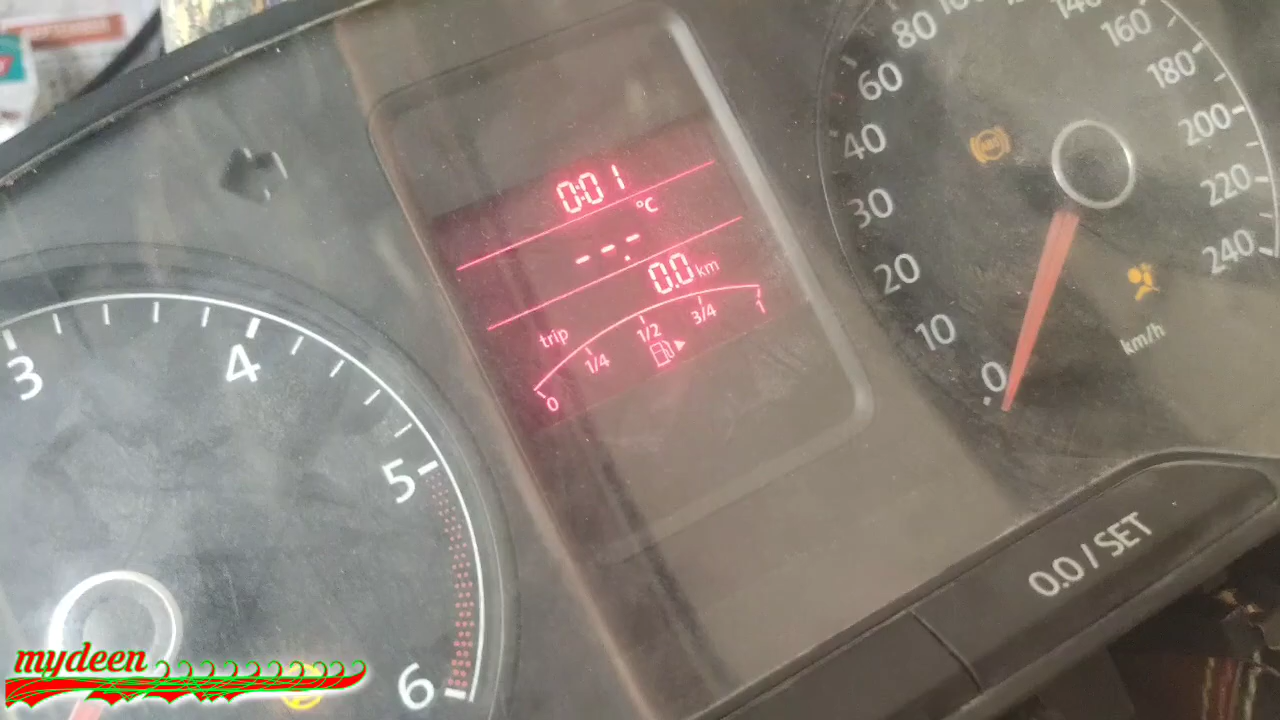 0:01
°C
--.-
0.0 km
trip
0 1/4 1/2 3/4 1
3 4 5 6
0 10 20 30 40 60 80 100 140 160 180 200 220 240
ABS
km/h
0.0 / SET
mydeen